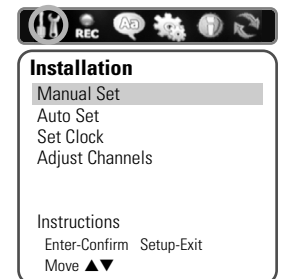 REC Aa i
Installation
Manual Set
Auto Set
Set Clock
Adjust Channels
Instructions
Enter-Confirm Setup-Exit
Move ▲▼